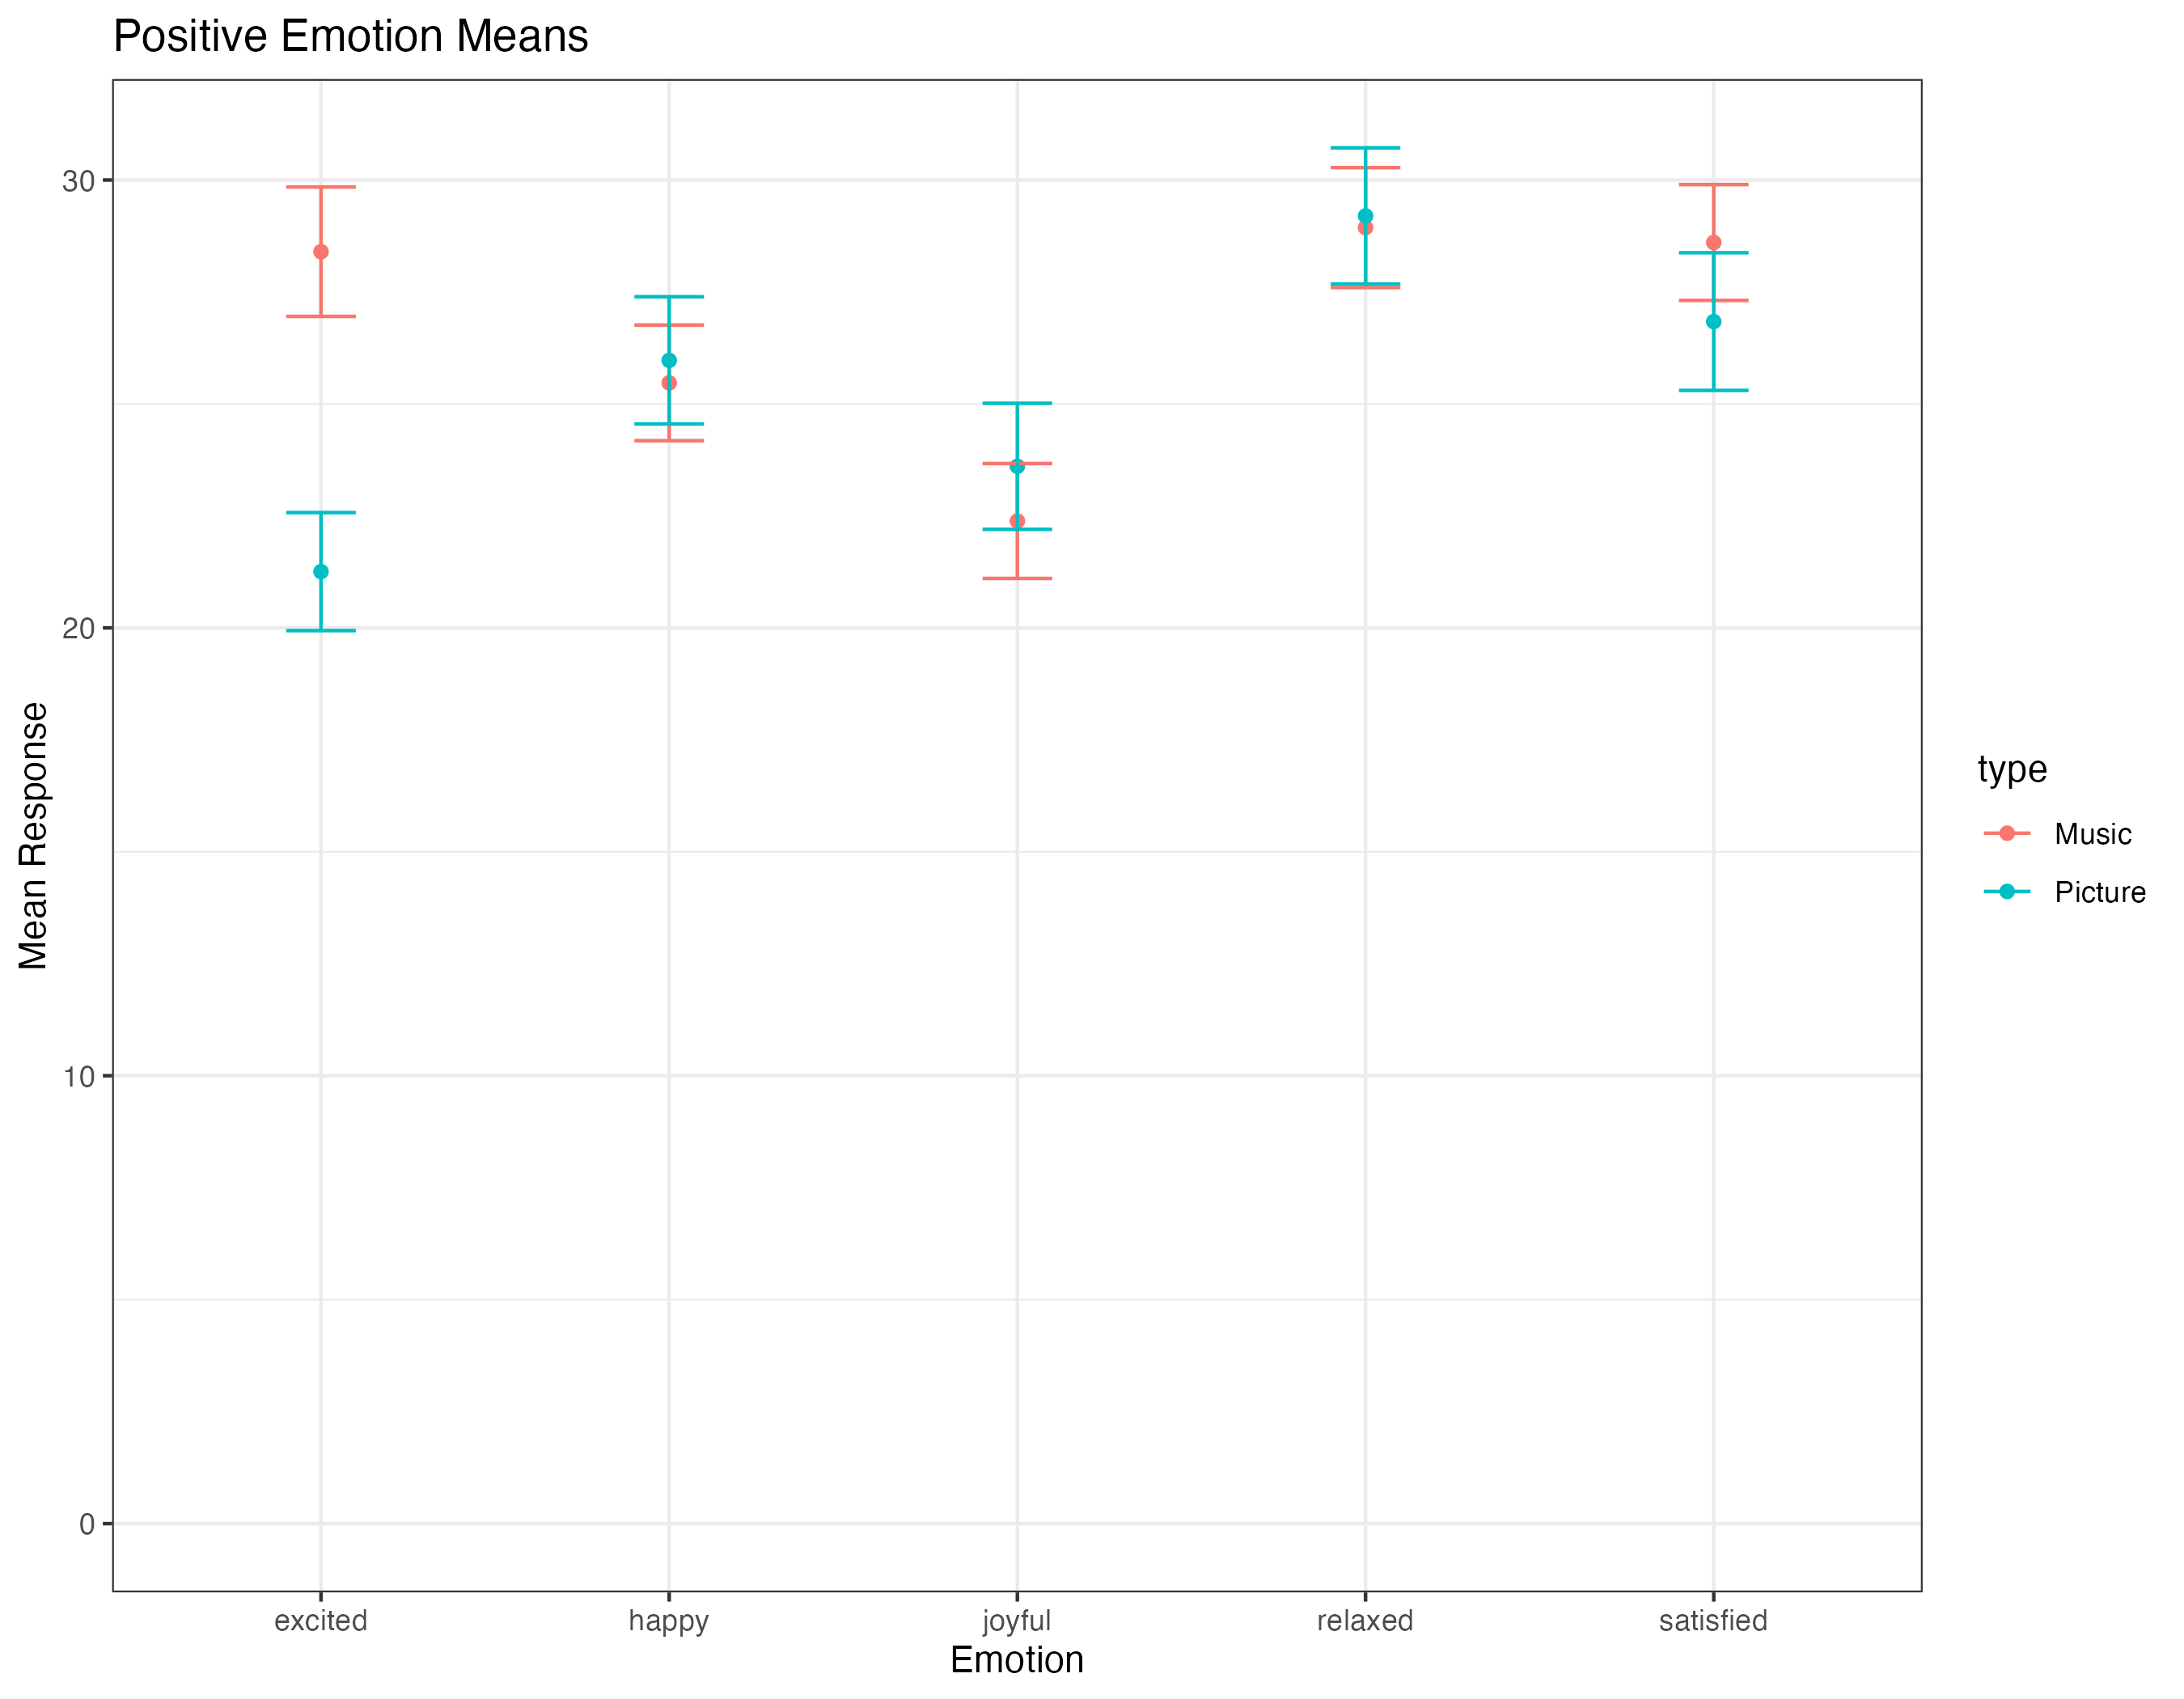 Positive Emotion Means
30
20
10
0
Mean Response
excited
happy
joyful
relaxed
satisfied
Emotion
type
Music
Picture